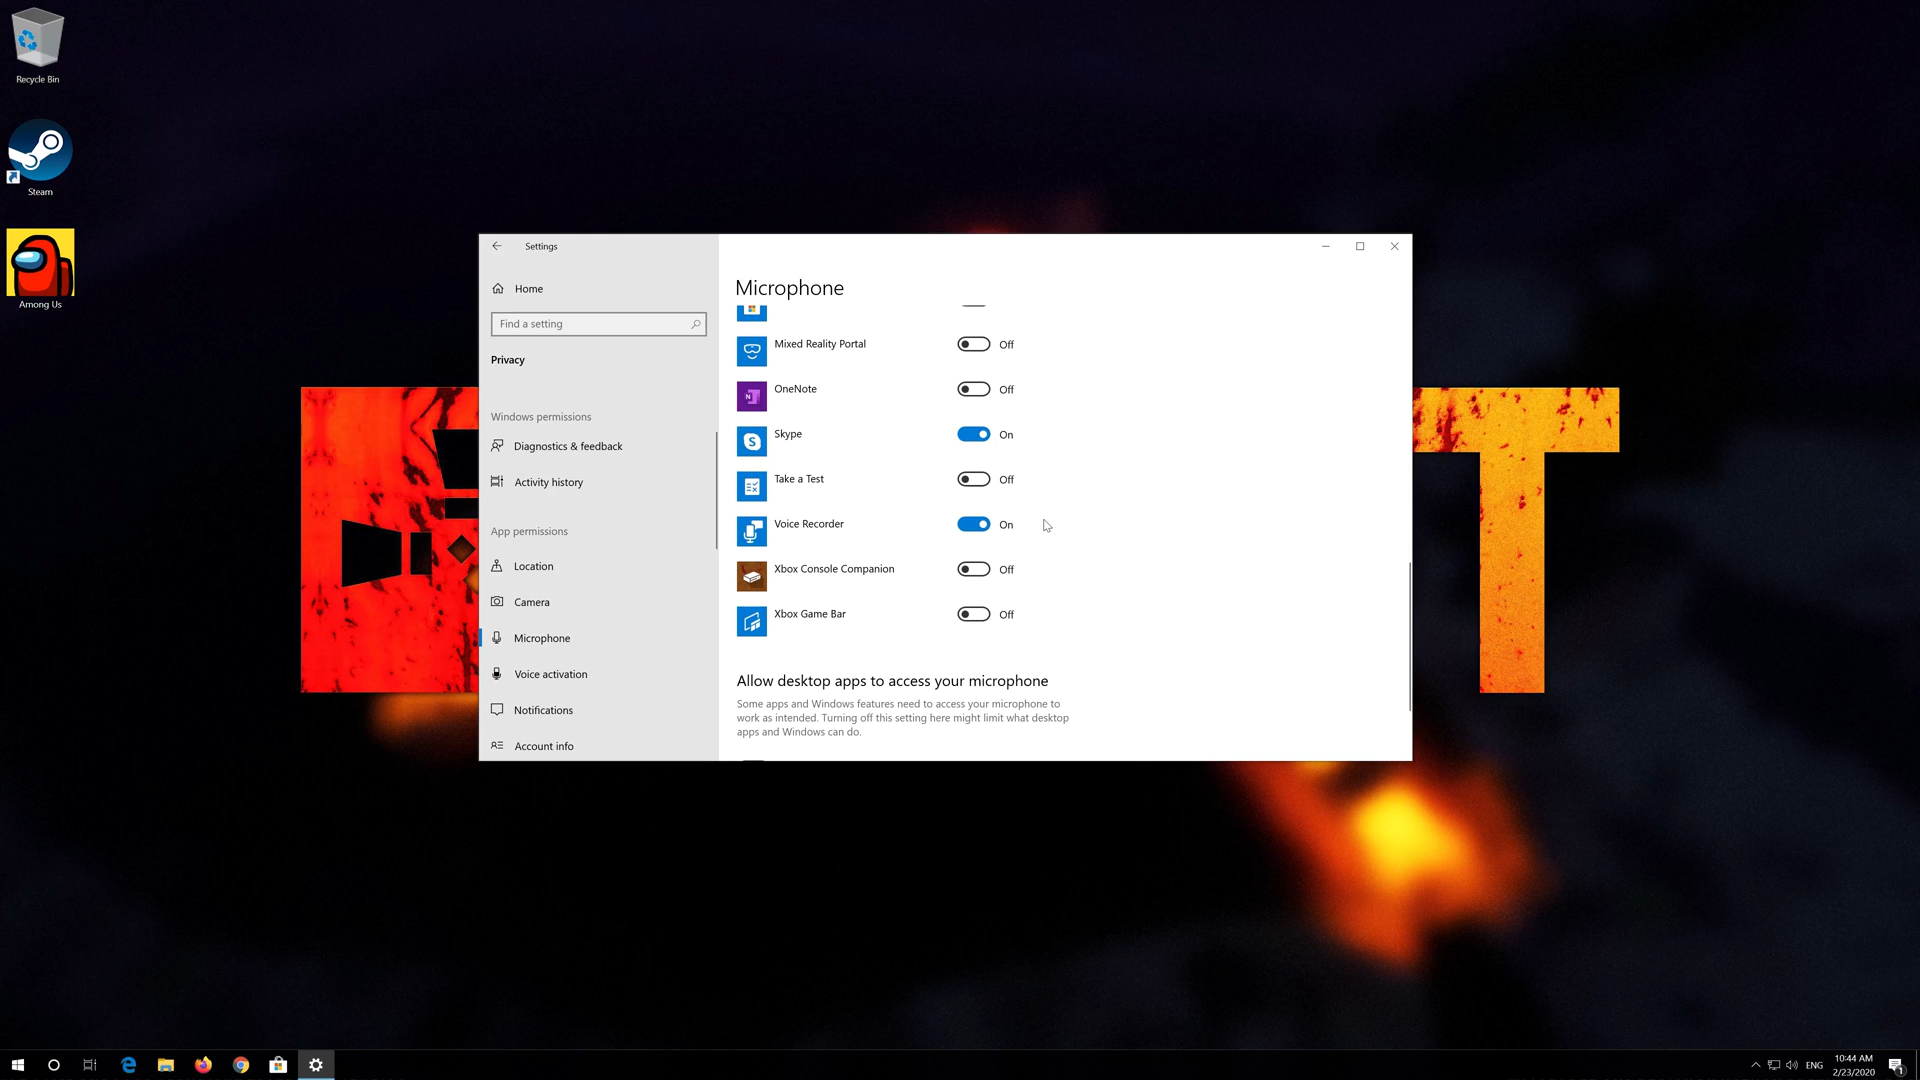 Recycle Bin
Steam
Among Us
Settings
Home
Find a setting
Privacy
Windows permissions
Diagnostics & feedback
Activity history
App permissions
Location
Camera
Microphone
Voice activation
Notifications
Account info
Microphone
Mixed Reality Portal Off
OneNote Off
Skype On
Take a Test Off
Voice Recorder On
Xbox Console Companion Off
Xbox Game Bar Off
Allow desktop apps to access your microphone
Some apps and Windows features need to access your microphone to
work as intended. Turning off this setting here might limit what desktop
apps and Windows can do.
T
ENG
10:44 AM
2/23/2020
1